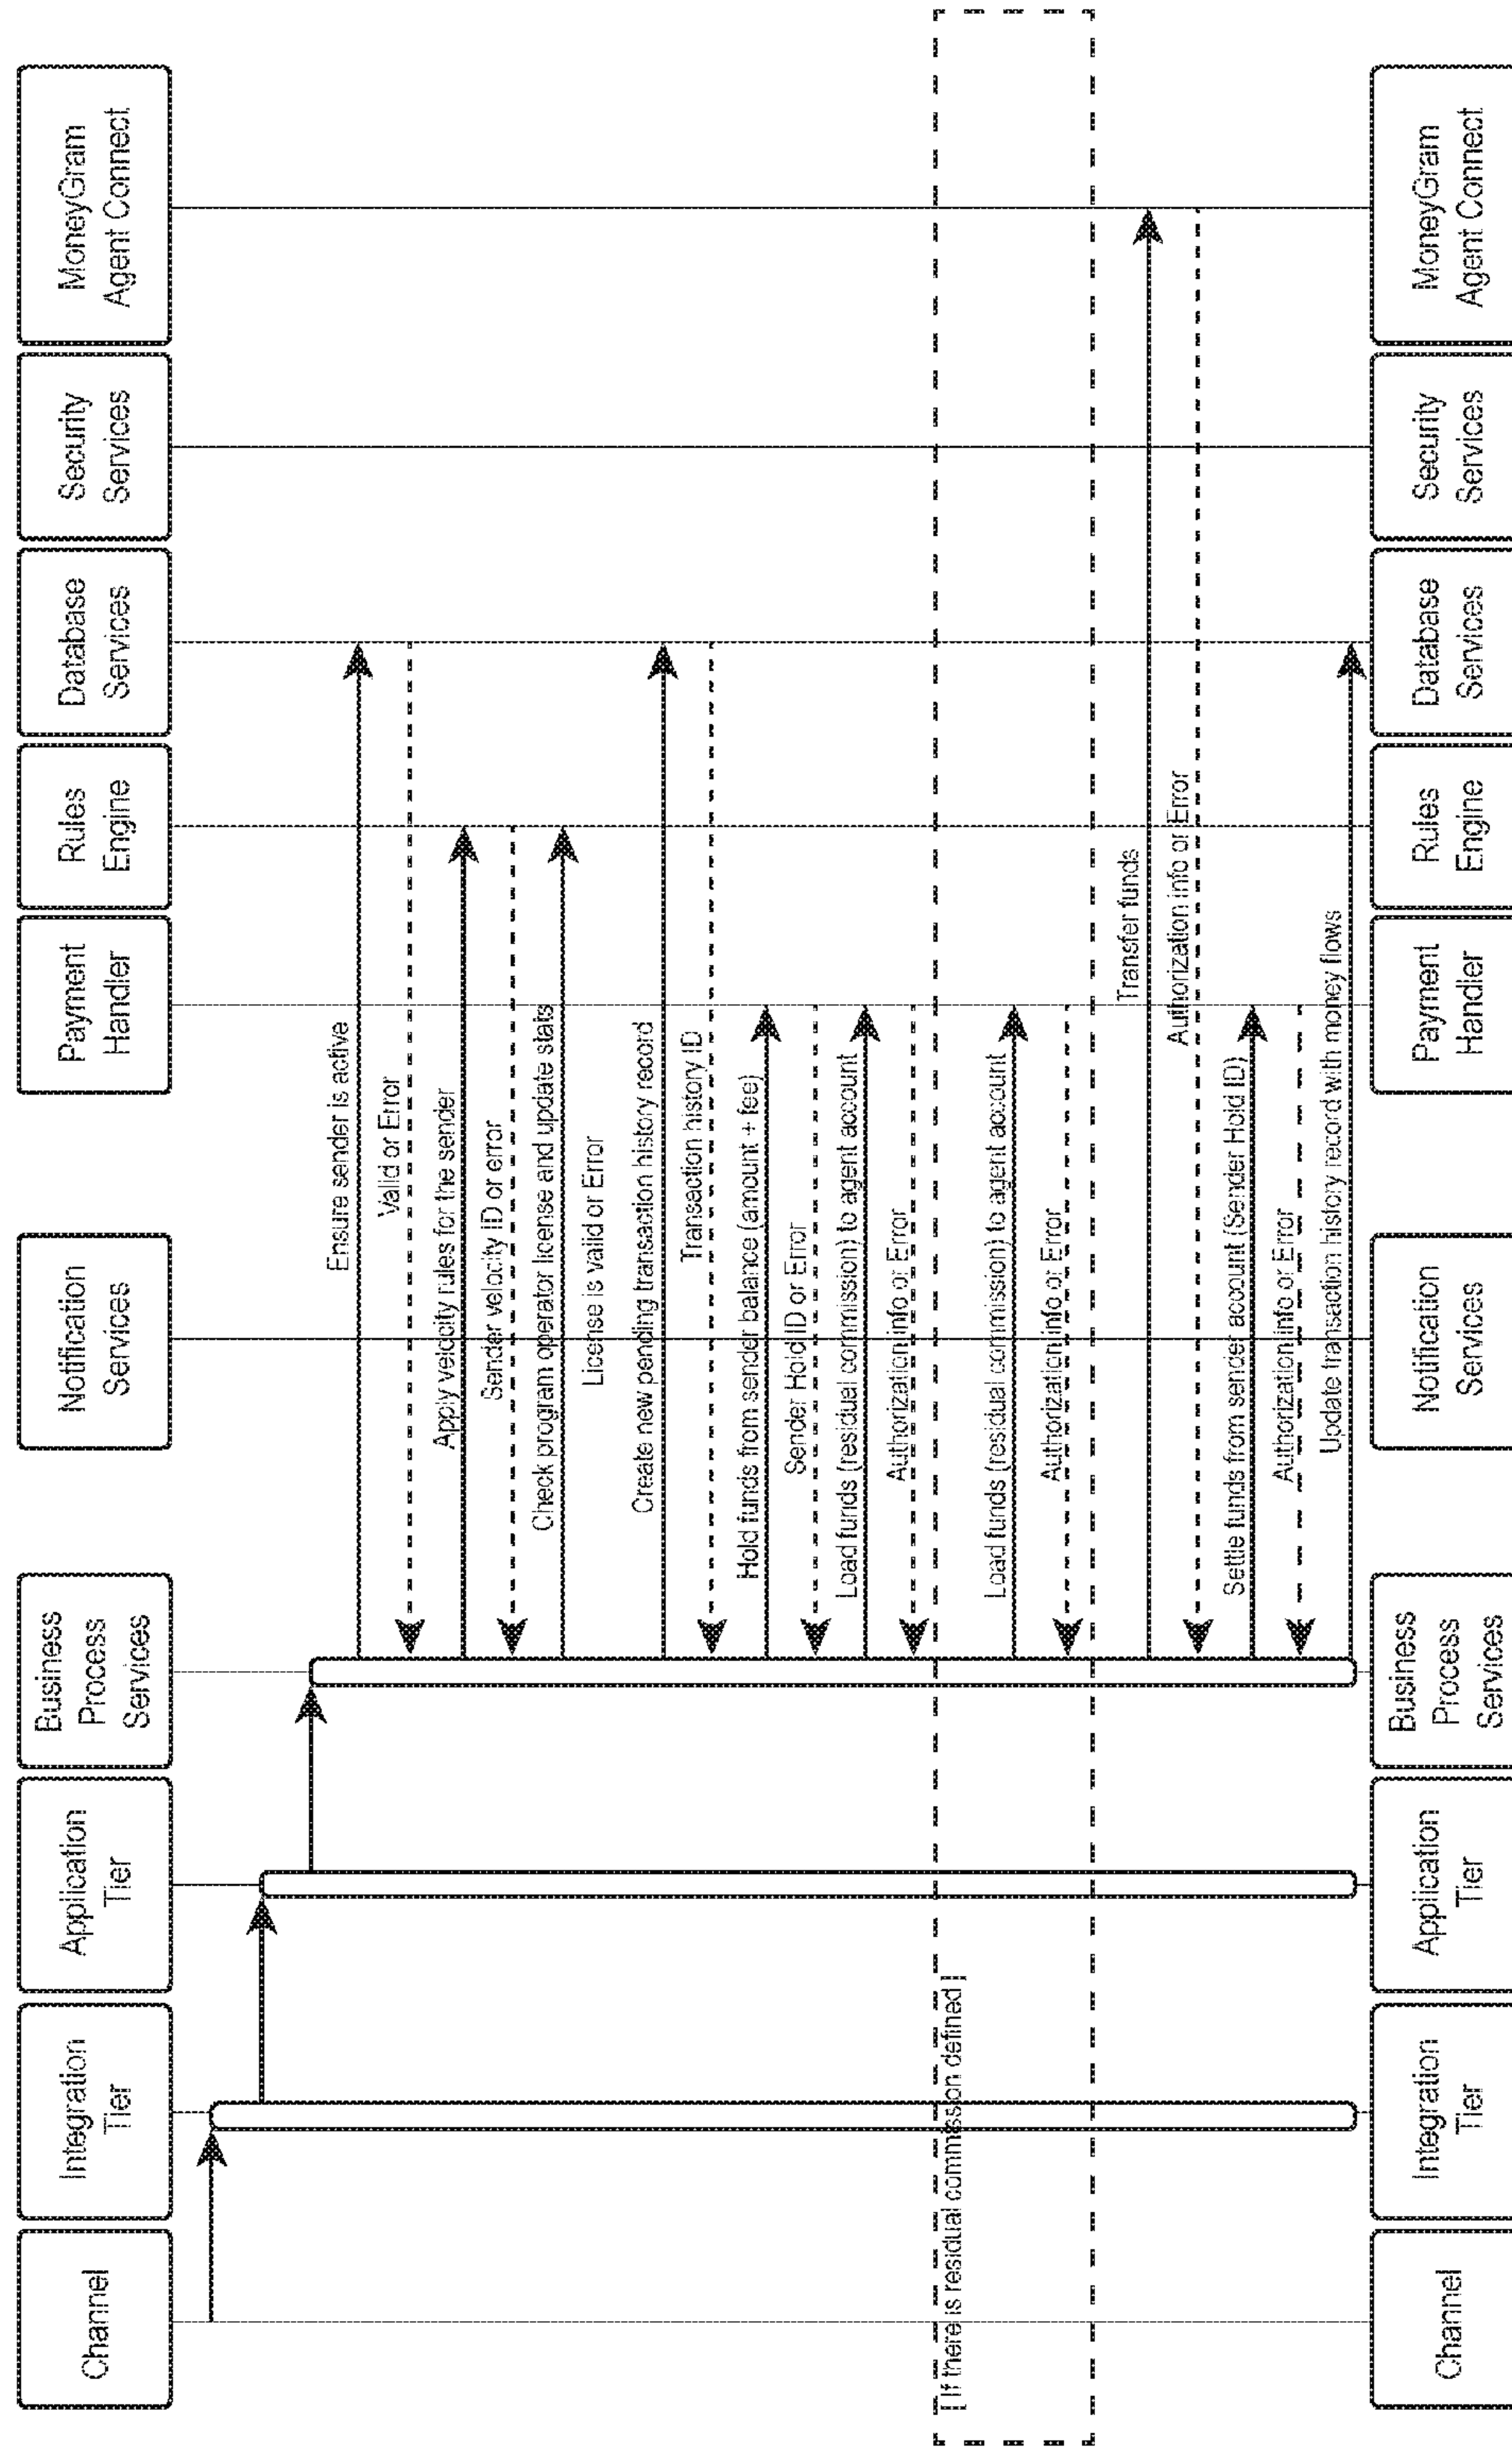 Channel
Integration
Tier
Application
Tier
Business
Process
Services
Notification
Services
Payment
Handler
Rules
Engine
Database
Services
Security
Services
MoneyGram
Agent Connect
Ensure sender is active
Valid or Error
Apply velocity rules for the sender
Sender velocity ID or error
Check program operator license and update stats
License is valid or Error
Create new pending transaction history record
Transaction history ID
Hold funds from sender balance (amount + fee)
Sender Hold ID or Error
Load funds (residual commission) to agent account
Authorization info or Error
[ If there is residual commission defined ]
Load funds (residual commission) to agent account
Authorization info or Error
Transfer funds
Authorization info or Error
Settle funds from sender account (Sender Hold ID)
Authorization info or Error
Update transaction history record with money flows
Channel
Integration
Tier
Application
Tier
Business
Process
Services
Notification
Services
Payment
Handler
Rules
Engine
Database
Services
Security
Services
MoneyGram
Agent Connect